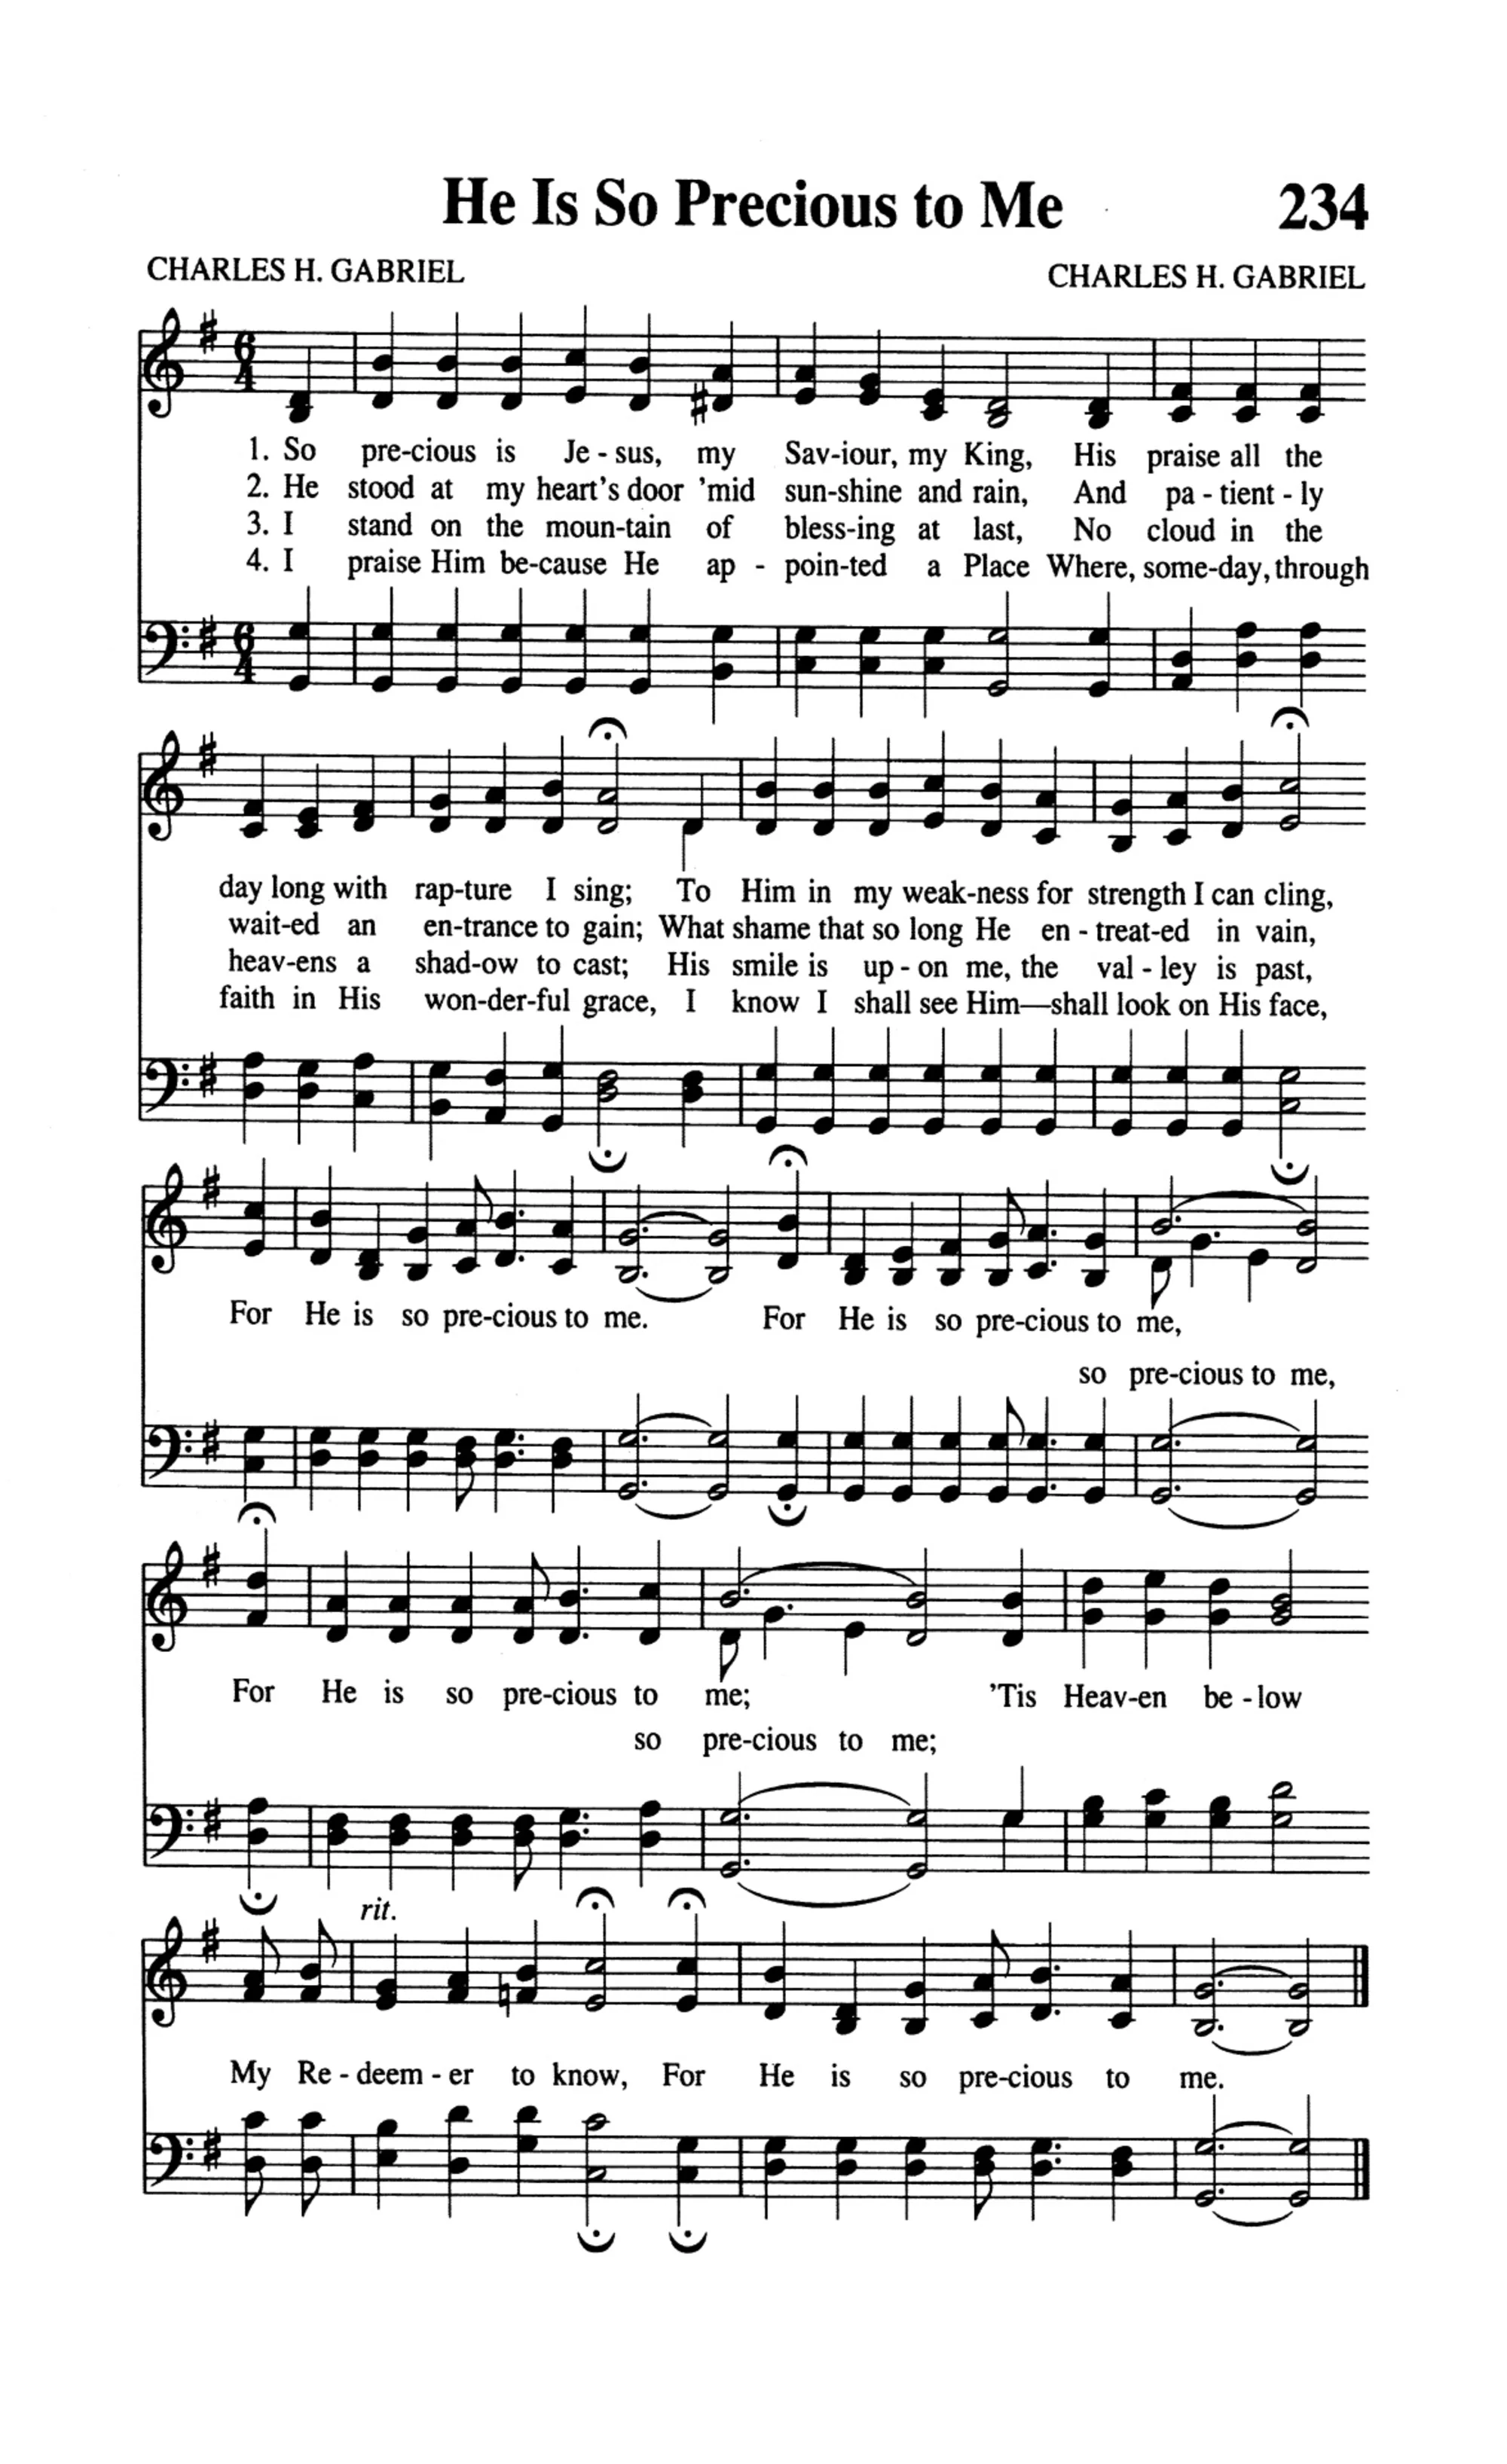 He Is So Precious to Me 234
CHARLES H. GABRIEL CHARLES H. GABRIEL
1. So pre-cious is Je - sus, my Sav-iour, my King, His praise all the
2. He stood at my heart's door 'mid sun-shine and rain, And pa - tient - ly
3. I stand on the moun-tain of bless-ing at last, No cloud in the
4. I praise Him be-cause He ap - poin-ted a Place Where, some-day, through
day long with rap-ture I sing; To Him in my weak-ness for strength I can cling,
wait-ed an en-trance to gain; What shame that so long He en - treat-ed in vain,
heav-ens a shad-ow to cast; His smile is up - on me, the val - ley is past,
faith in His won-der-ful grace, I know I shall see Him—shall look on His face,
For He is so pre-cious to me. For He is so pre-cious to me,
so pre-cious to me,
For He is so pre-cious to me; 'Tis Heav-en be - low
so pre-cious to me;
rit.
My Re - deem - er to know, For He is so pre-cious to me.